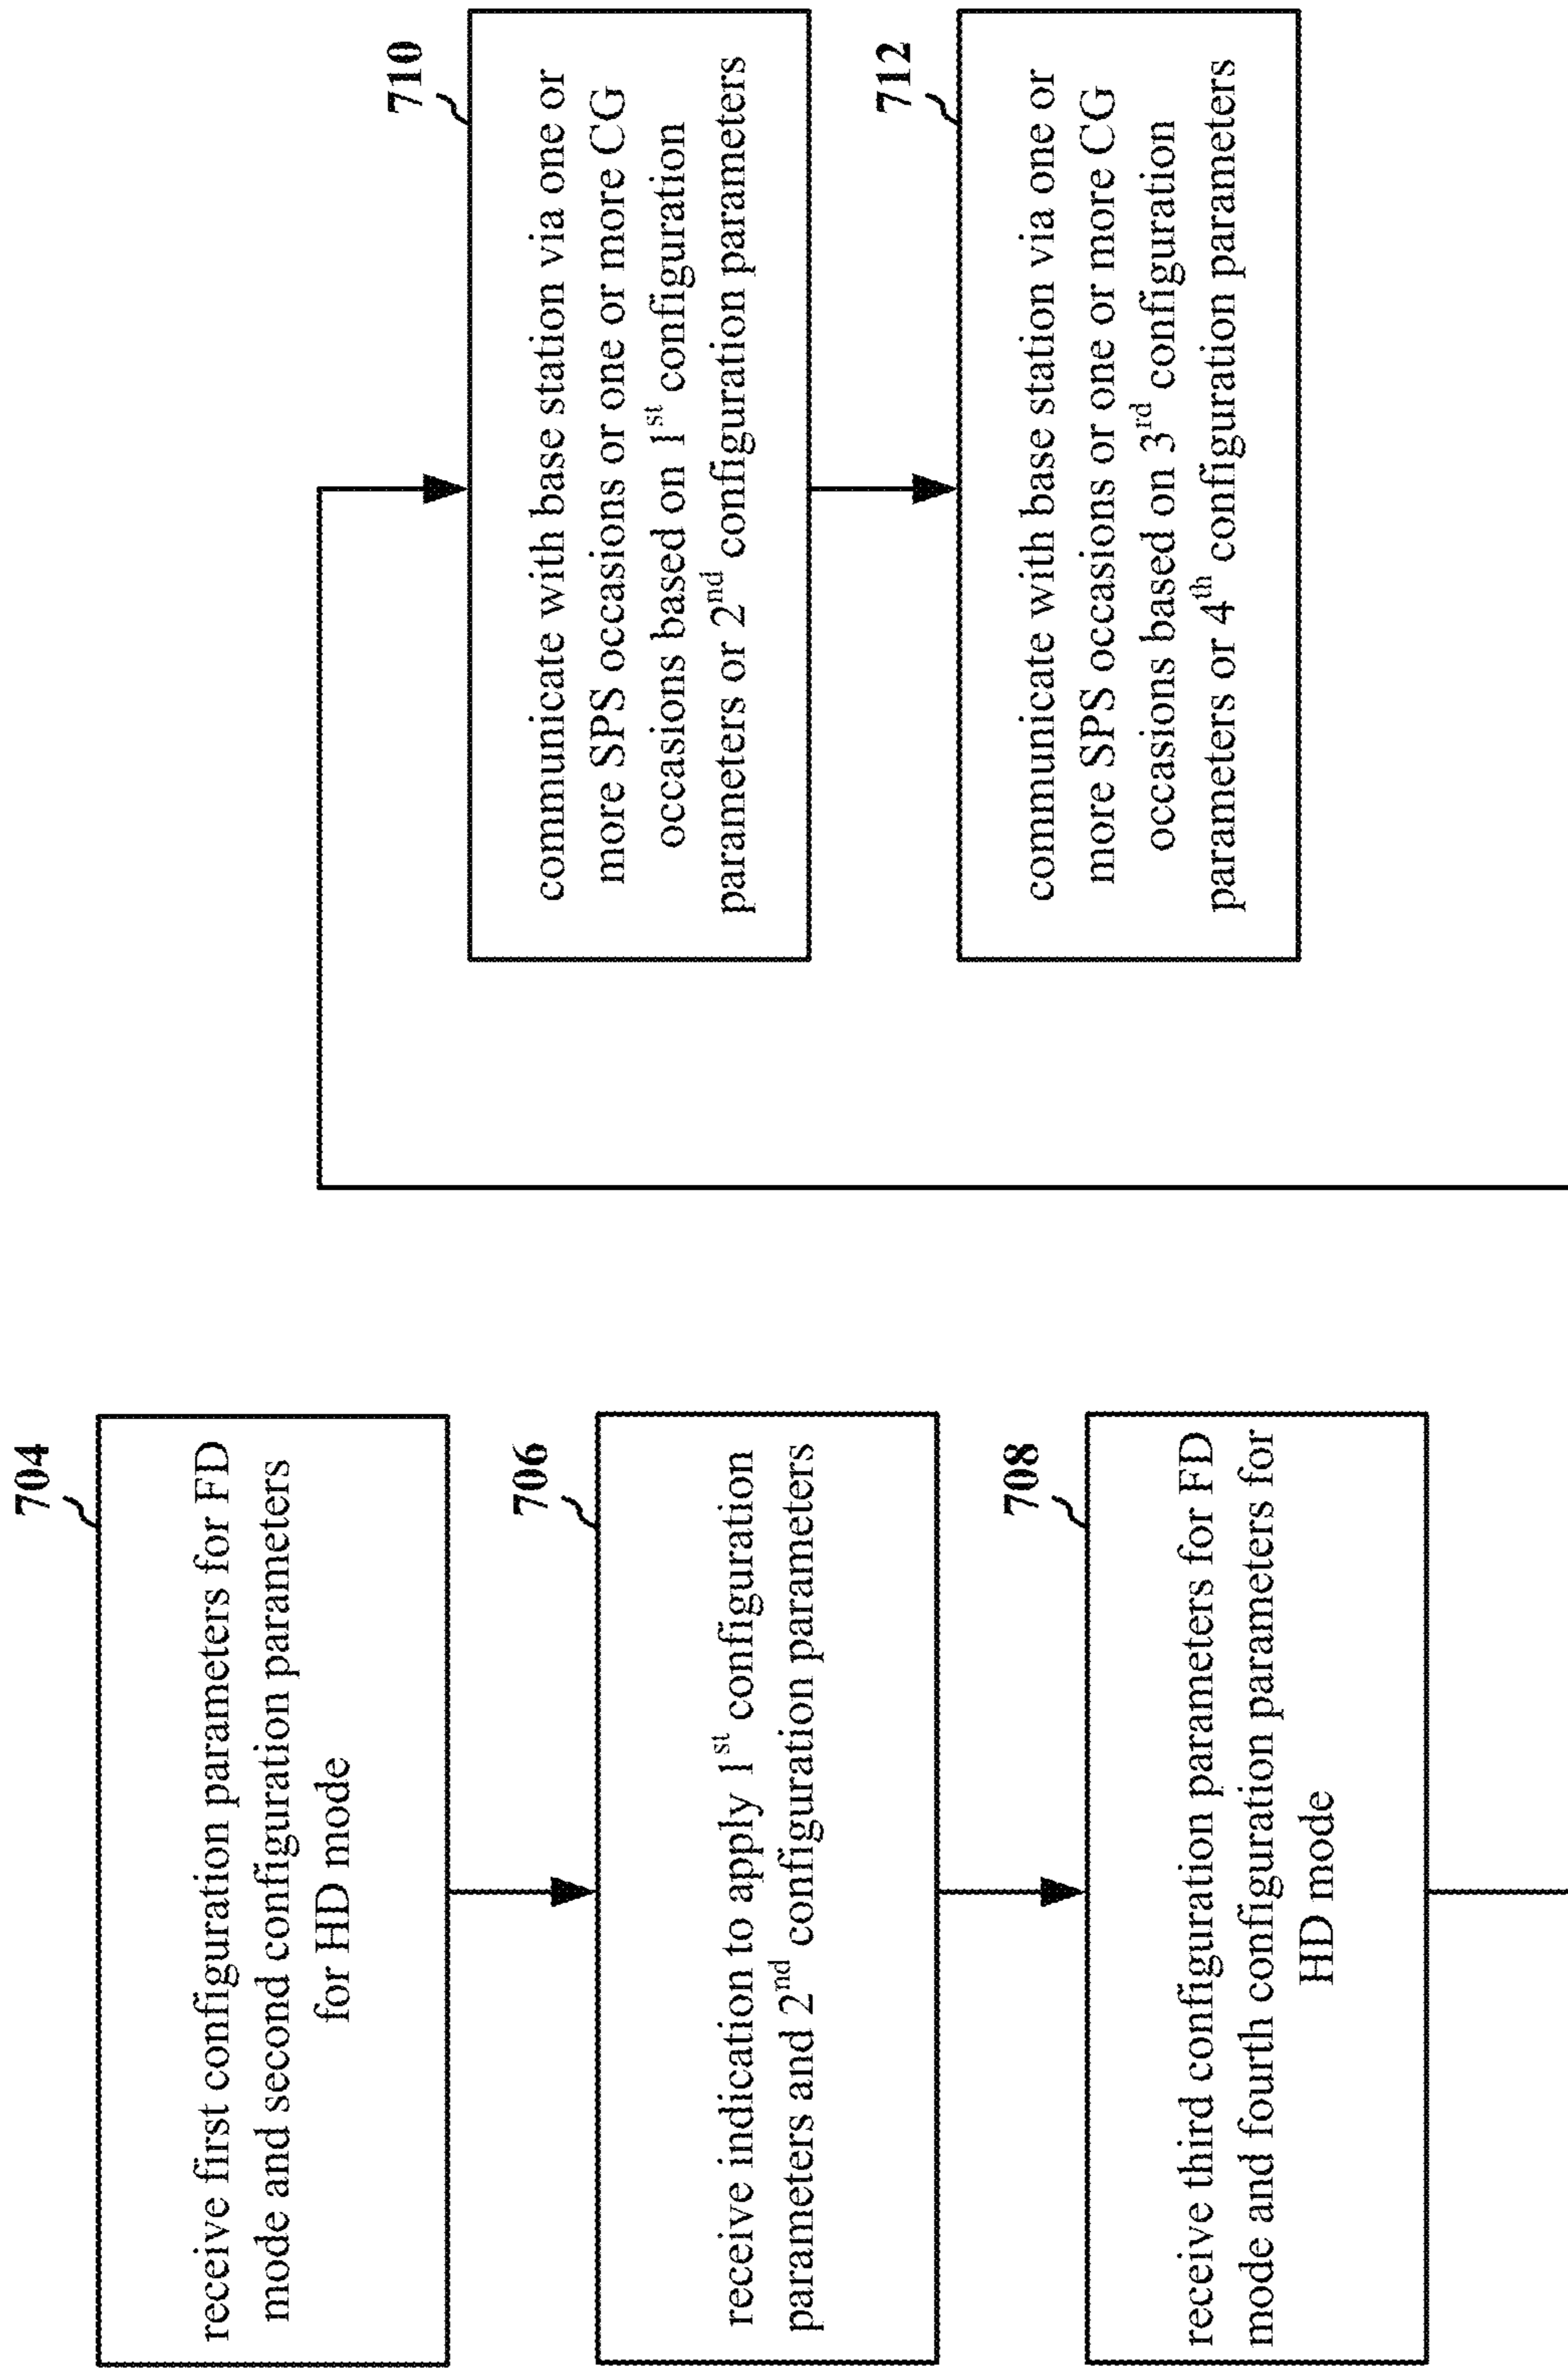 704
receive first configuration parameters for FD
mode and second configuration parameters
for HD mode
706
receive indication to apply 1st configuration
parameters and 2nd configuration parameters
708
receive third configuration parameters for FD
mode and fourth configuration parameters for
HD mode
710
communicate with base station via one or
more SPS occasions or one or more CG
occasions based on 1st configuration
parameters or 2nd configuration parameters
712
communicate with base station via one or
more SPS occasions or one or more CG
occasions based on 3rd configuration
parameters or 4th configuration parameters